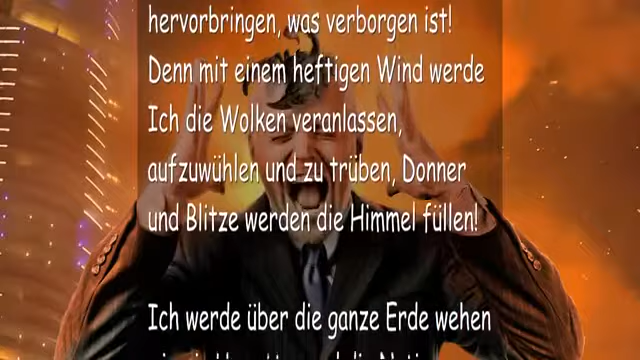 hervorbringen, was verborgen ist!
Denn mit einem heftigen Wind werde
Ich die Wolken veranlassen,
aufzuwühlen und zu trüben, Donner
und Blitze werden die Himmel füllen!
Ich werde über die ganze Erde wehen